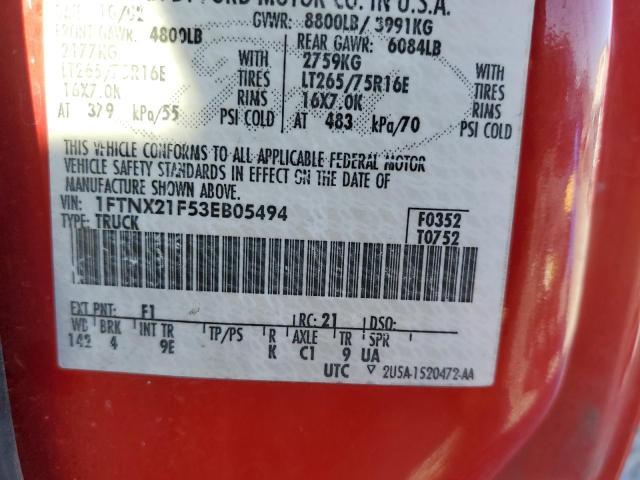 FORD MOTOR CO. IN U.S.A.
10/02 GVWR: 8800LB/ 3991KG
FRONT GAWR: 4800LB REAR GAWR: 6084LB
2177KG WITH 2759KG WITH
LT265/75R16E TIRES LT265/75R16E TIRES
16X7.0K RIMS 16X7.0K RIMS
AT 379 kPa/55 PSI COLD AT 483 kPa/70 PSI COLD
THIS VEHICLE CONFORMS TO ALL APPLICABLE FEDERAL MOTOR
VEHICLE SAFETY STANDARDS IN EFFECT ON THE DATE OF
MANUFACTURE SHOWN ABOVE.
VIN: 1FTNX21F53EB05494 F0352
TYPE: TRUCK T0752
EXT PNT: F1 RC: 21 DSO:
WB BRK INT TR TP/PS R AXLE TR SPR
142 4 9E K C1 9 UA
UTC ▽ 2U5A-1520472-AA